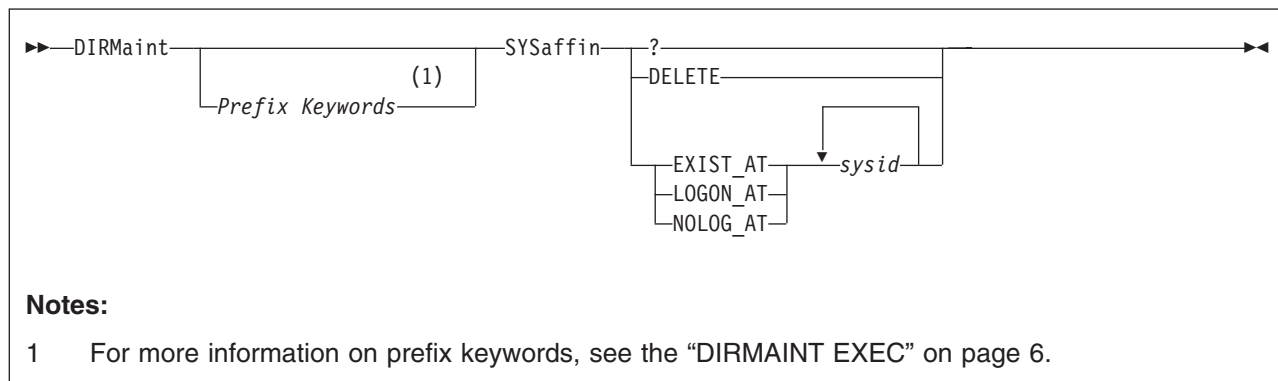 DIRMaint SYSaffin ?
(1) DELETE
Prefix Keywords
EXIST_AT sysid
LOGON_AT
NOLOG_AT
Notes:
1 For more information on prefix keywords, see the “DIRMAINT EXEC” on page 6.